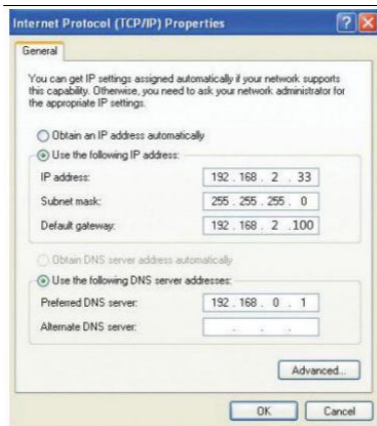 Internet Protocol (TCP/IP) Properties
General
You can get IP settings assigned automatically if your network supports
this capability. Otherwise, you need to ask your network administrator for
the appropriate IP settings.
Obtain an IP address automatically
Use the following IP address:
IP address: 192 . 168 . 2 . 33
Subnet mask: 255 . 255 . 255 . 0
Default gateway: 192 . 168 . 2 .100
Obtain DNS server address automatically
Use the following DNS server addresses:
Preferred DNS server: 192 . 168 . 0 . 1
Alternate DNS server: . . .
Advanced...
OK Cancel